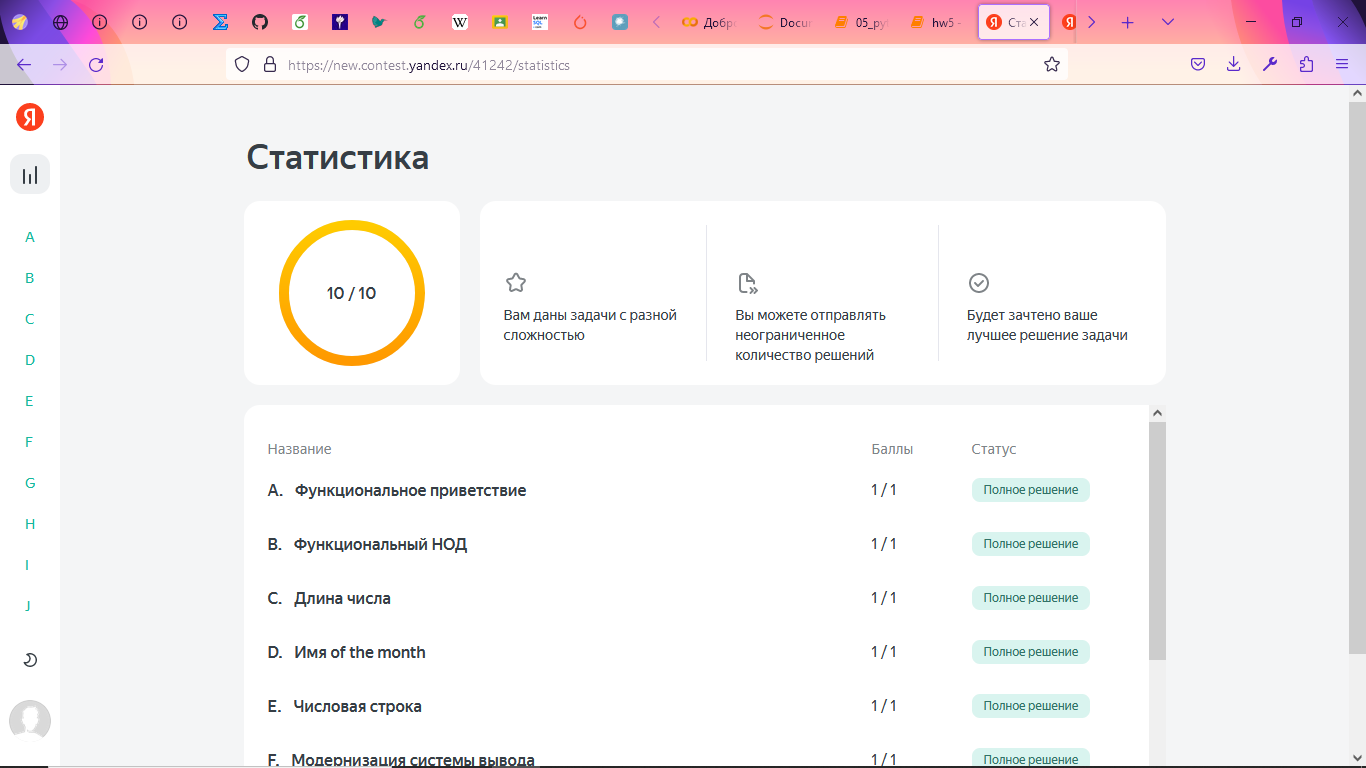 Добро
Docu
05_py
hw5 -
Ста
https://new.contest.yandex.ru/41242/statistics
Я
Статистика
A
B
C
D
E
F
G
H
I
J
10 / 10
Вам даны задачи с разной
сложностью
Вы можете отправлять
неограниченное
количество решений
Будет зачтено ваше
лучшее решение задачи
Название Баллы Статус
A. Функциональное приветствие 1 / 1 Полное решение
B. Функциональный НОД 1 / 1 Полное решение
C. Длина числа 1 / 1 Полное решение
D. Имя of the month 1 / 1 Полное решение
E. Числовая строка 1 / 1 Полное решение
F. Модернизация системы вывода 1 / 1 Полное решение